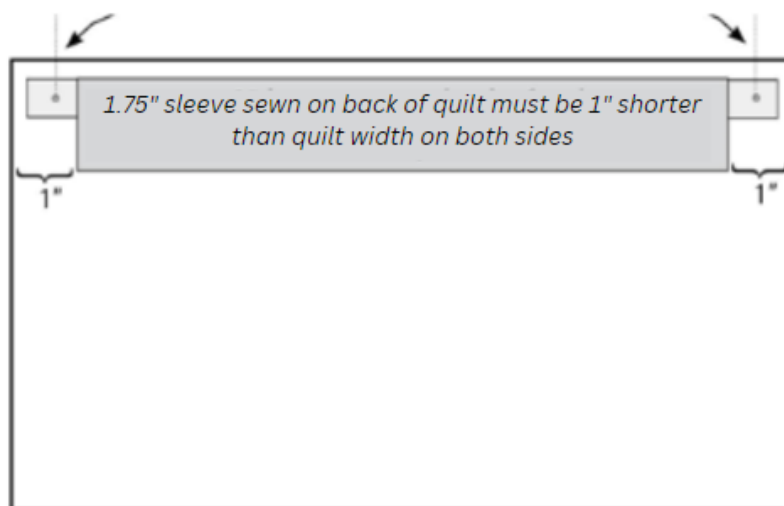 1.75" sleeve sewn on back of quilt must be 1" shorter
than quilt width on both sides
1"
1"